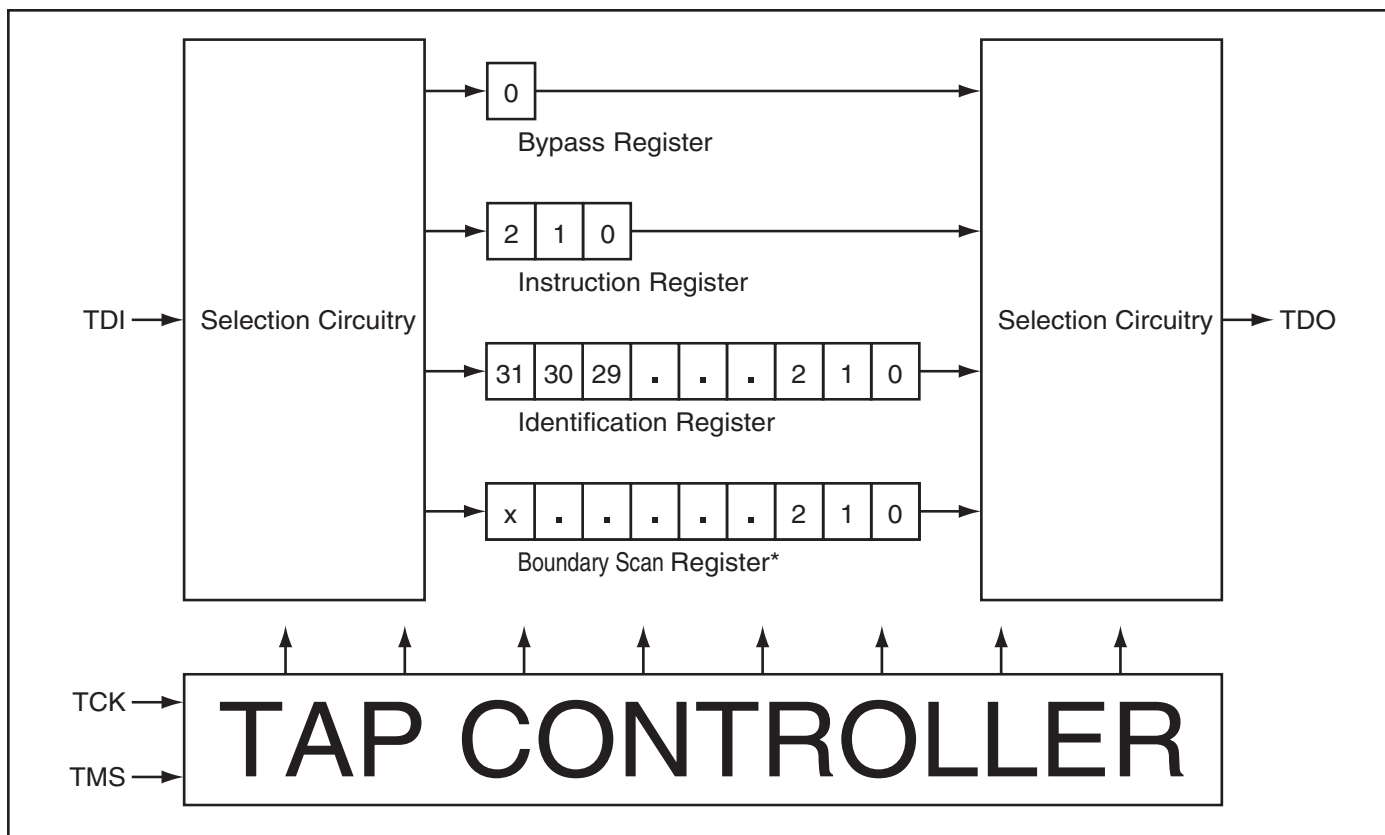 0
Bypass Register
2 1 0
Instruction Register
TDI
Selection Circuitry
Selection Circuitry
TDO
31 30 29 . . . 2 1 0
Identification Register
x . . . . . 2 1 0
Boundary Scan Register*
TCK
TAP CONTROLLER
TMS